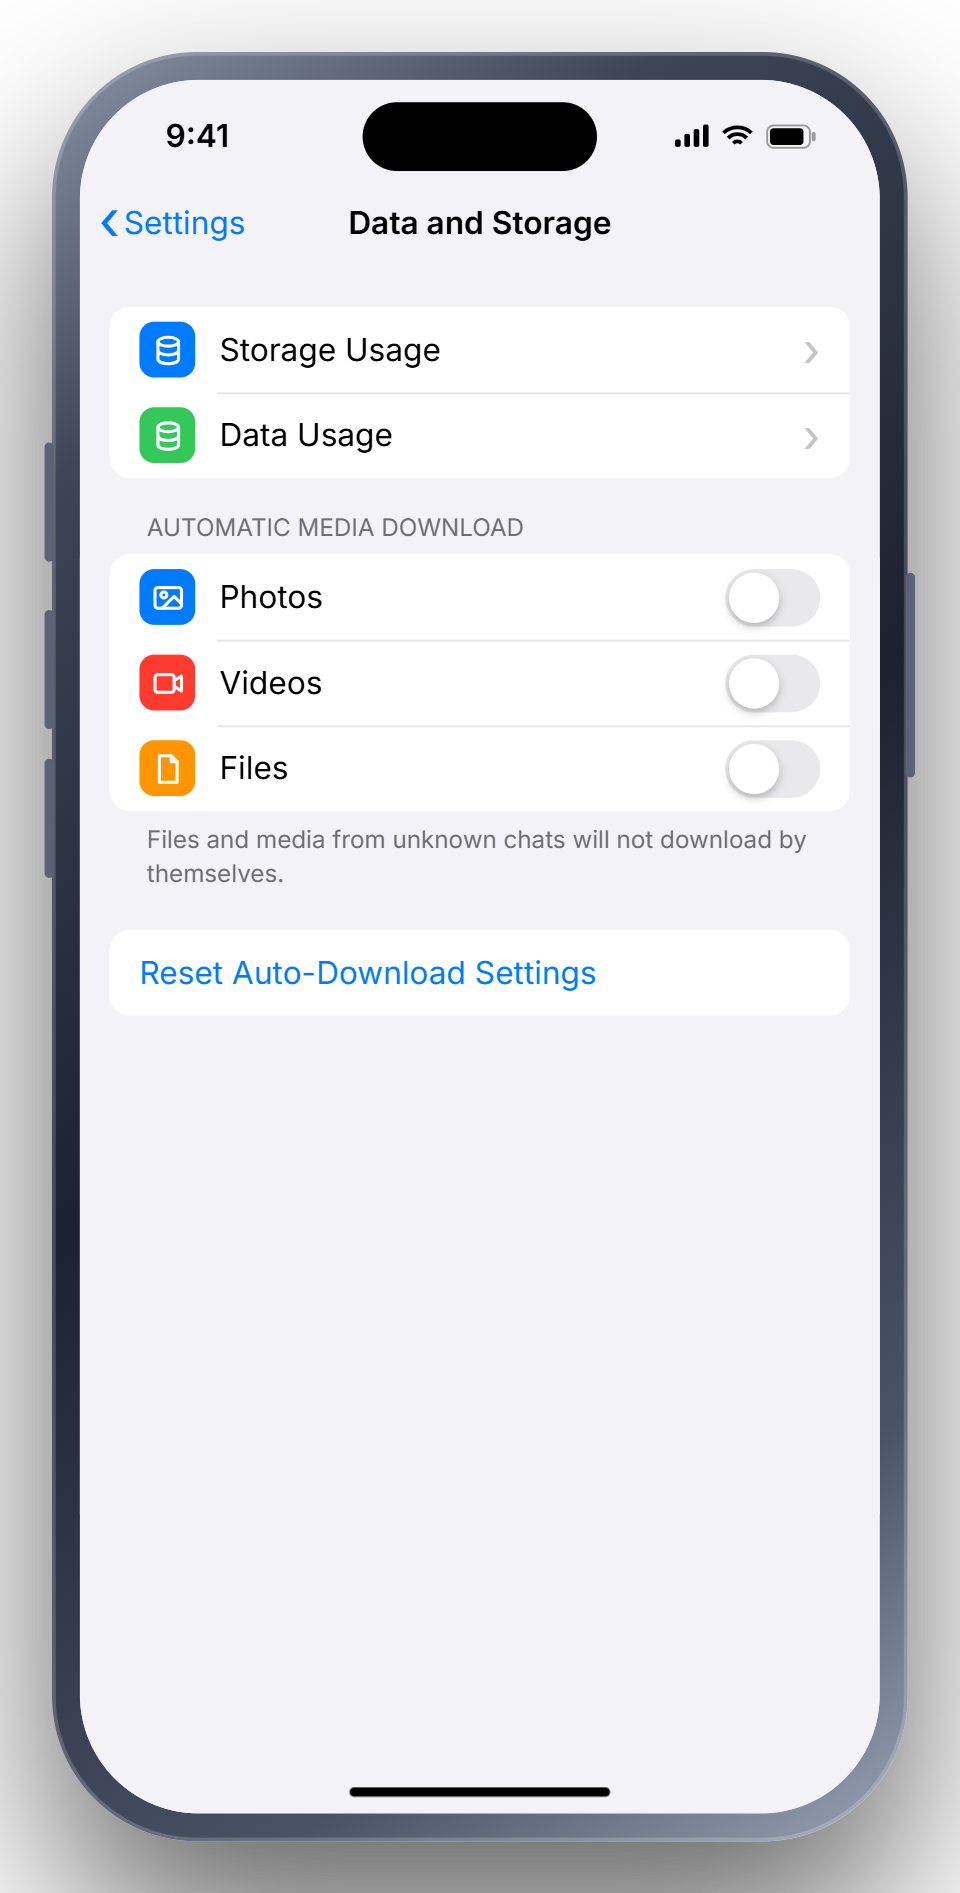 9:41
Settings
Data and Storage
Storage Usage
Data Usage
AUTOMATIC MEDIA DOWNLOAD
Photos
Videos
Files
Files and media from unknown chats will not download by
themselves.
Reset Auto-Download Settings